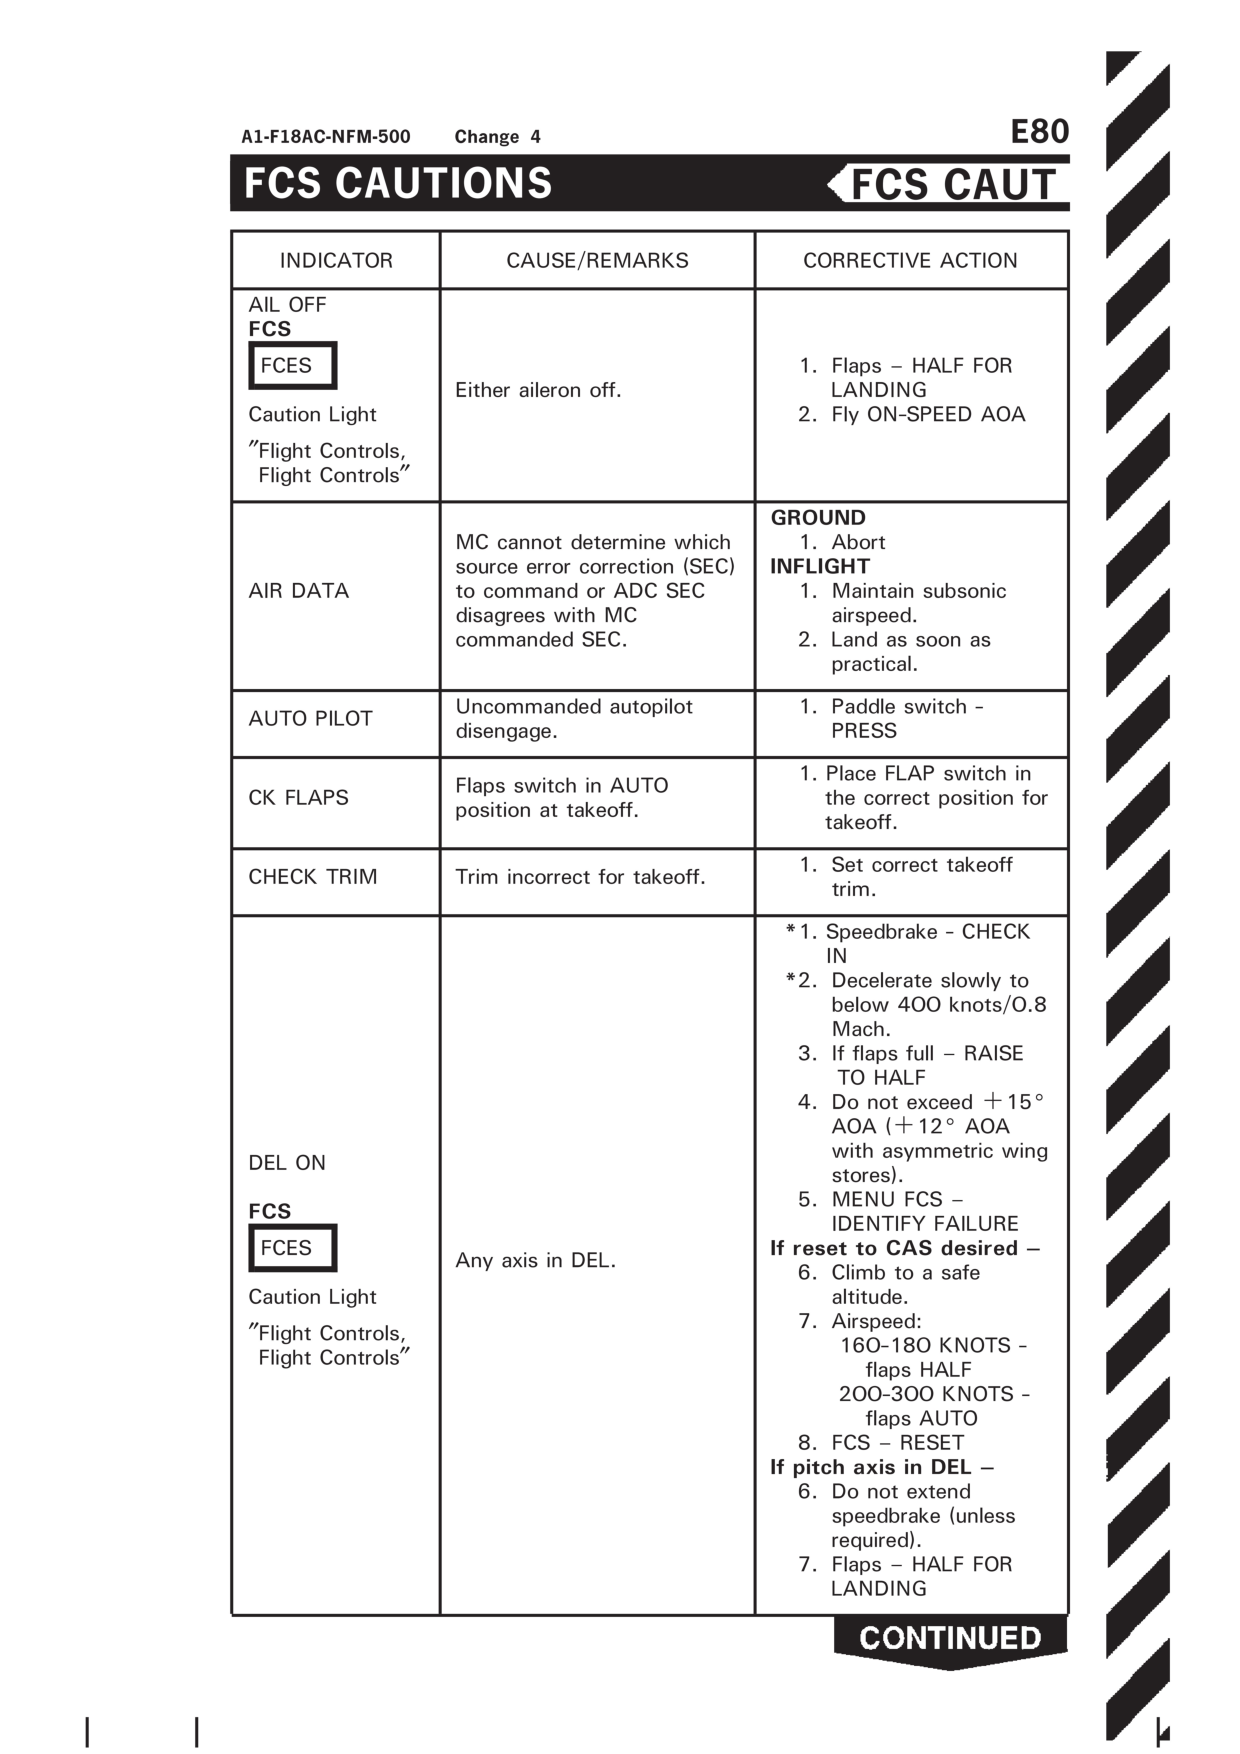 A1-F18AC-NFM-500 Change 4
E80
FCS CAUTIONS
FCS CAUT
INDICATOR
CAUSE/REMARKS
CORRECTIVE ACTION
AIL OFF
FCS
FCES
Caution Light
"Flight Controls,
Flight Controls"
Either aileron off.
1. Flaps – HALF FOR
LANDING
2. Fly ON-SPEED AOA
AIR DATA
MC cannot determine which
source error correction (SEC)
to command or ADC SEC
disagrees with MC
commanded SEC.
GROUND
1. Abort
INFLIGHT
1. Maintain subsonic
airspeed.
2. Land as soon as
practical.
AUTO PILOT
Uncommanded autopilot
disengage.
1. Paddle switch -
PRESS
CK FLAPS
Flaps switch in AUTO
position at takeoff.
1. Place FLAP switch in
the correct position for
takeoff.
CHECK TRIM
Trim incorrect for takeoff.
1. Set correct takeoff
trim.
DEL ON
FCS
FCES
Caution Light
"Flight Controls,
Flight Controls"
Any axis in DEL.
*1. Speedbrake - CHECK
IN
*2. Decelerate slowly to
below 400 knots/0.8
Mach.
3. If flaps full – RAISE
TO HALF
4. Do not exceed +15°
AOA (+12° AOA
with asymmetric wing
stores).
5. MENU FCS –
IDENTIFY FAILURE
If reset to CAS desired –
6. Climb to a safe
altitude.
7. Airspeed:
160-180 KNOTS -
flaps HALF
200-300 KNOTS -
flaps AUTO
8. FCS – RESET
If pitch axis in DEL –
6. Do not extend
speedbrake (unless
required).
7. Flaps – HALF FOR
LANDING
CONTINUED